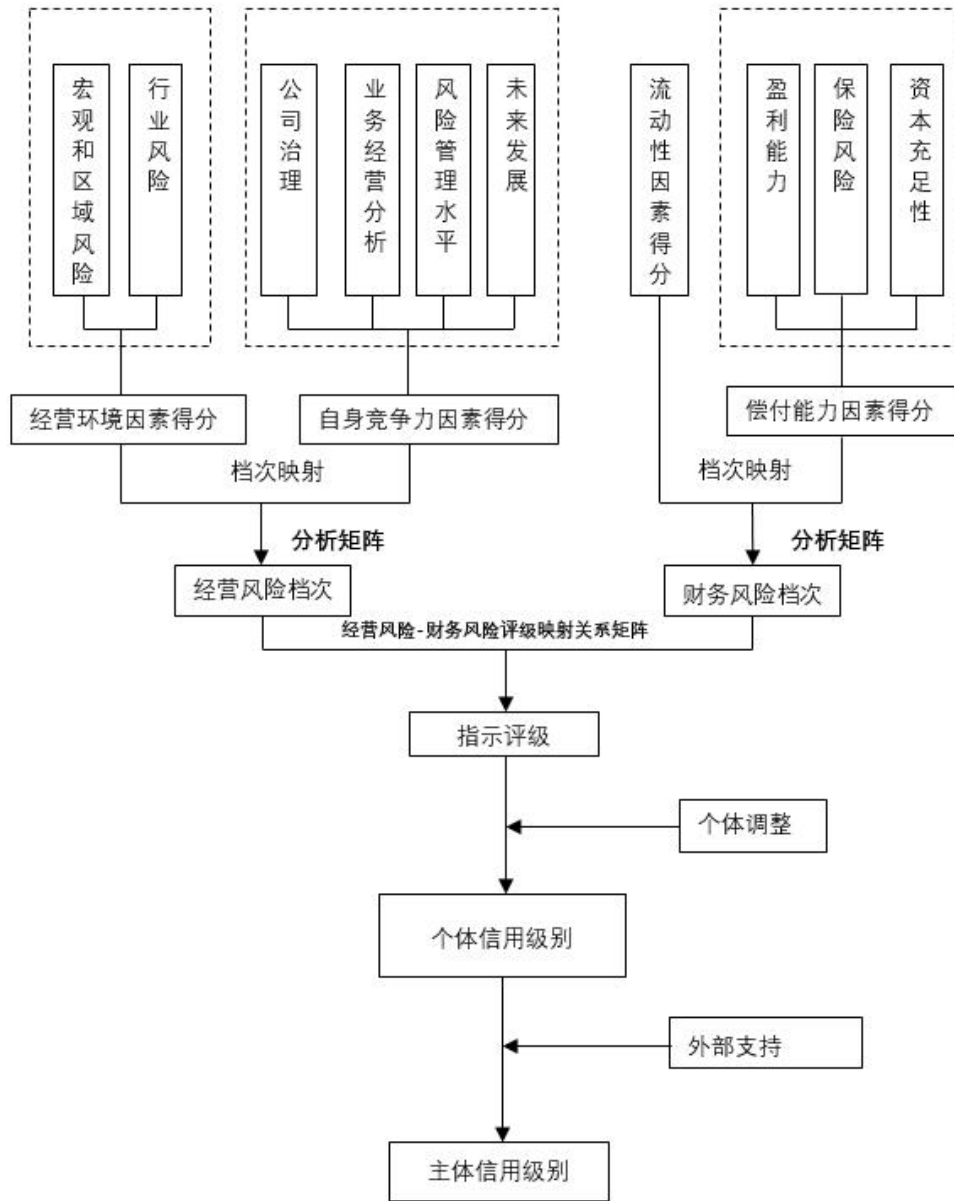 宏观和区域风险
行业风险
公司治理
业务经营分析
风险管理水平
未来发展
流动性因素得分
盈利能力
保险风险
资本充足性
经营环境因素得分
自身竞争力因素得分
偿付能力因素得分
档次映射
档次映射
分析矩阵
分析矩阵
经营风险档次
财务风险档次
经营风险-财务风险评级映射关系矩阵
指示评级
个体调整
个体信用级别
外部支持
主体信用级别